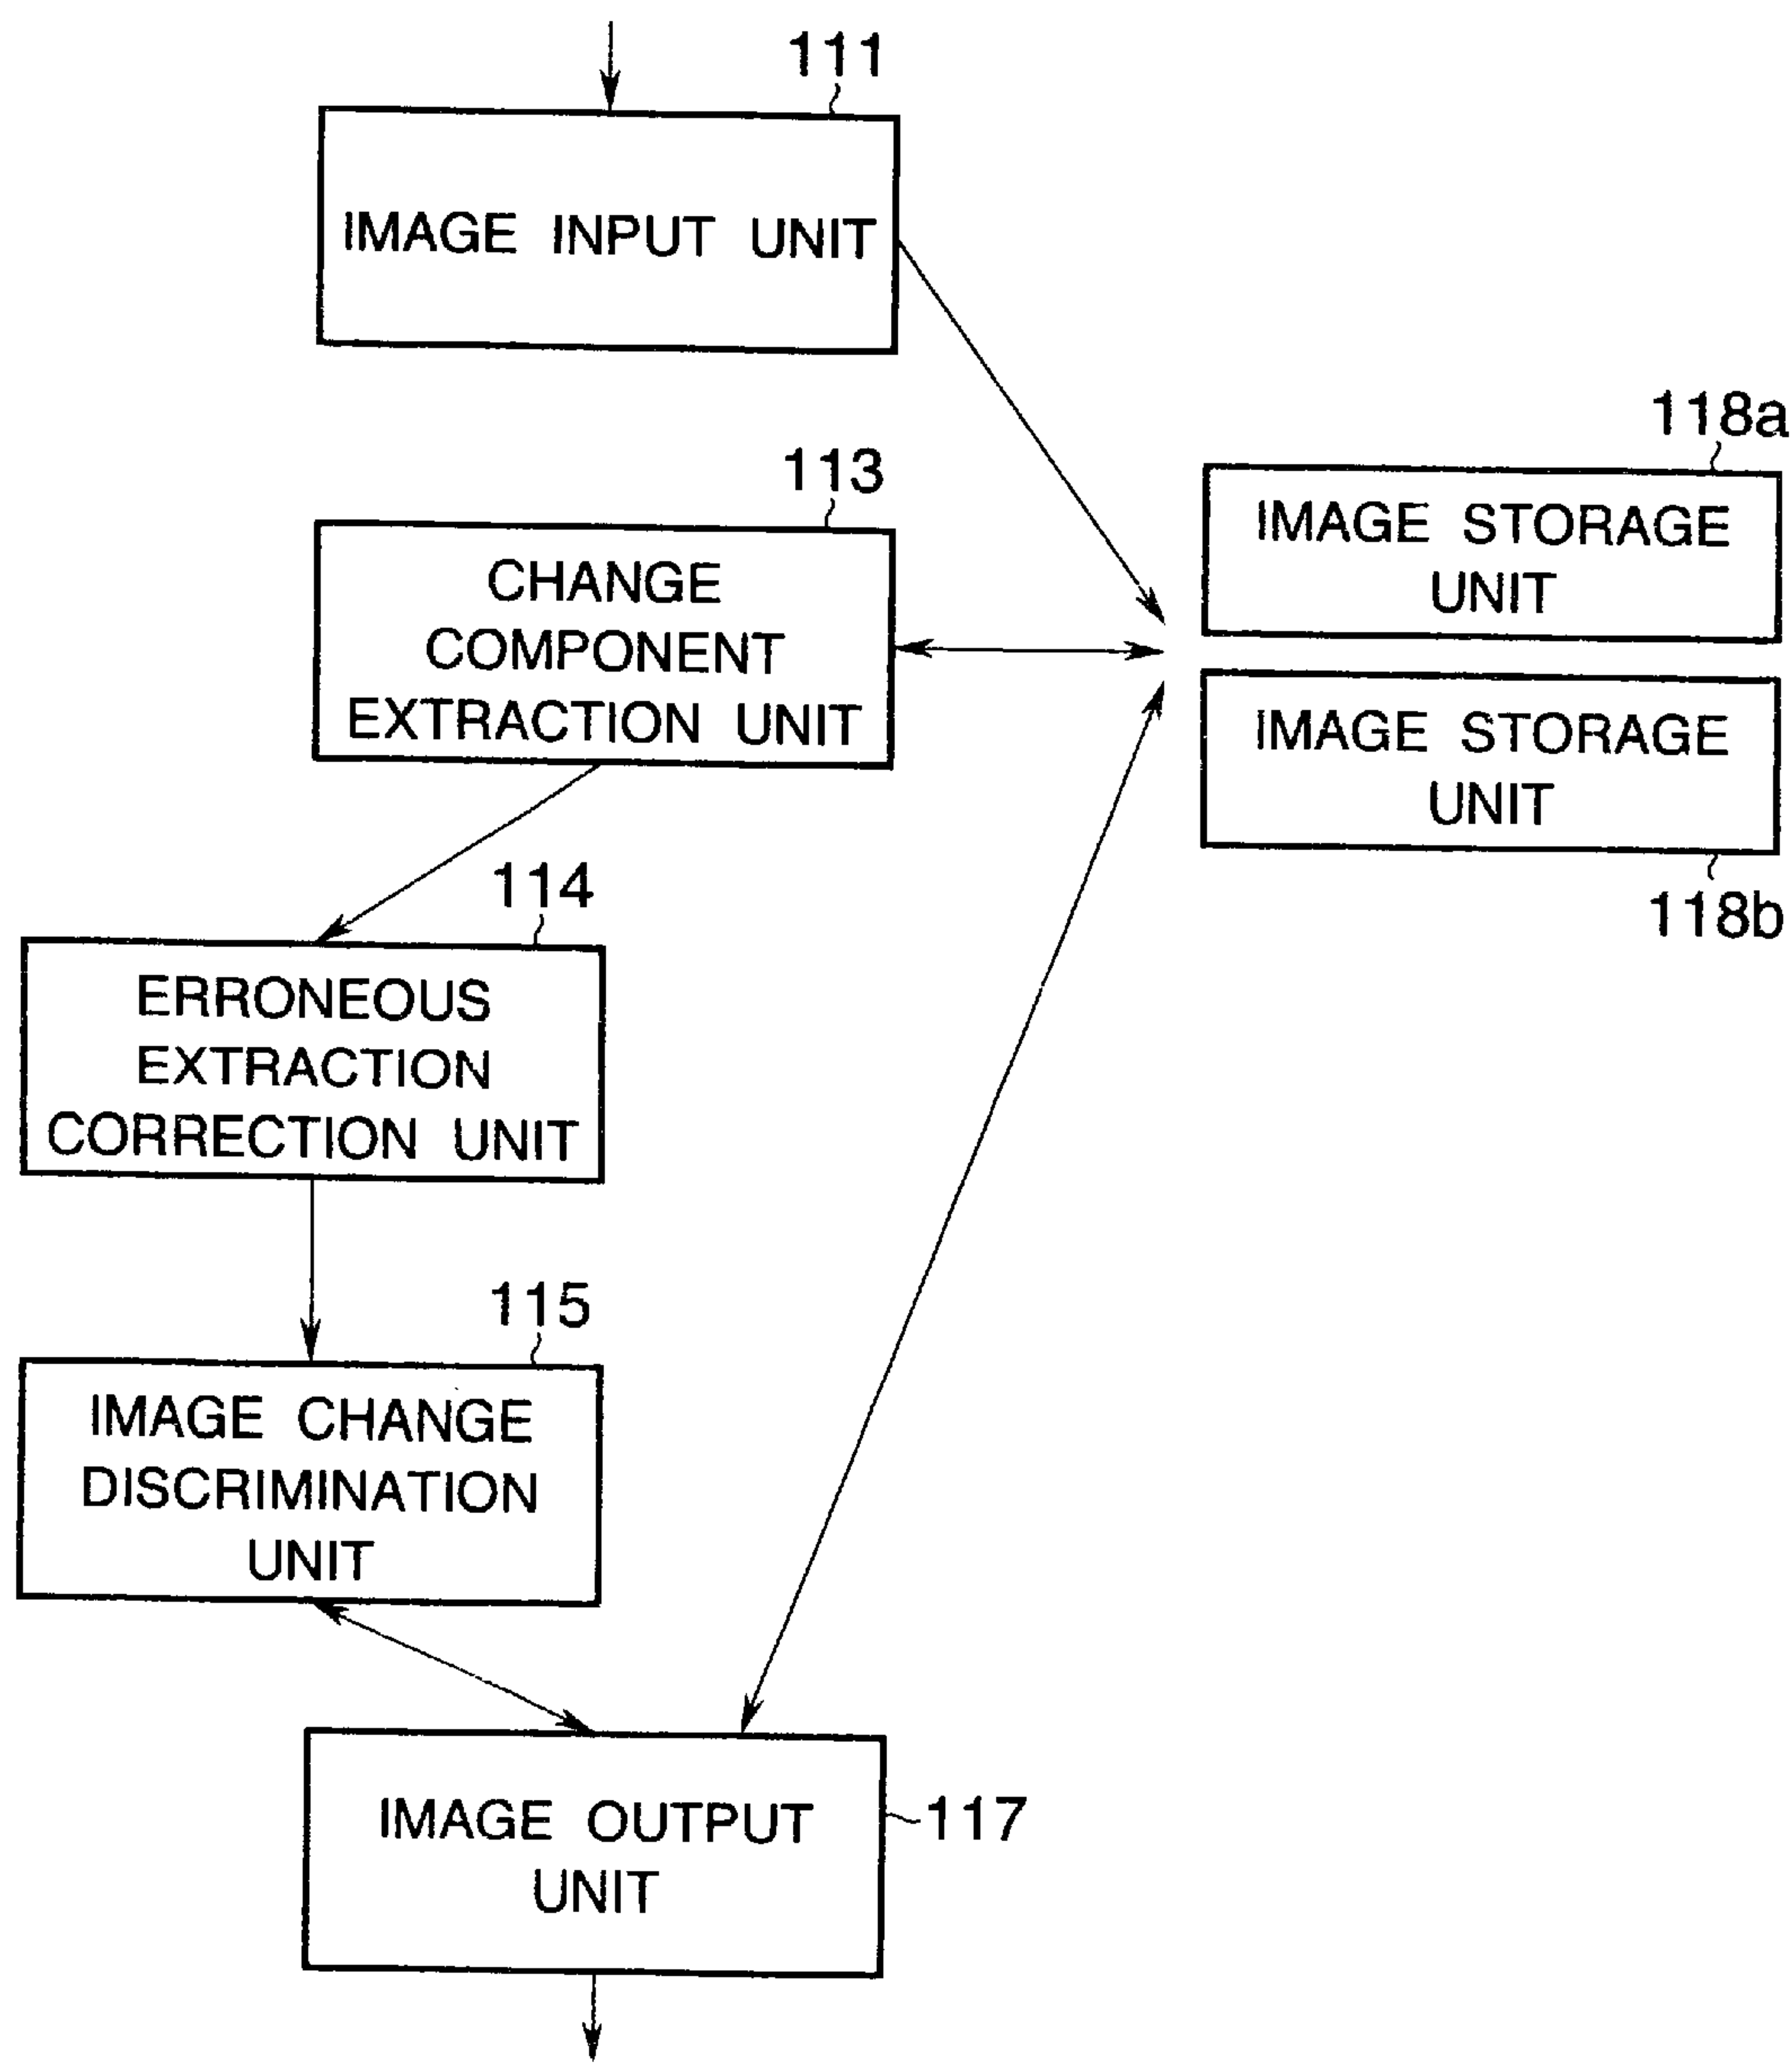 111
IMAGE INPUT UNIT
118a
IMAGE STORAGE
UNIT
113
CHANGE
COMPONENT
EXTRACTION UNIT
IMAGE STORAGE
UNIT
118b
114
ERRONEOUS
EXTRACTION
CORRECTION UNIT
115
IMAGE CHANGE
DISCRIMINATION
UNIT
IMAGE OUTPUT
UNIT
117